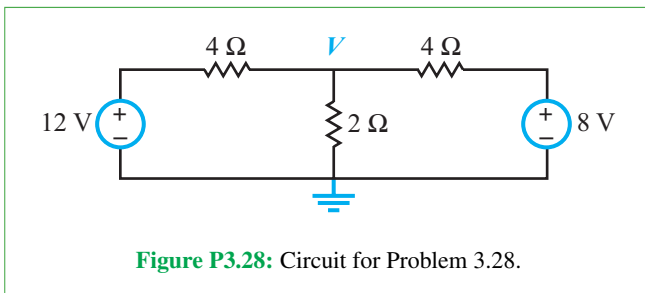 4 Ω V 4 Ω
12 V + − 2 Ω + − 8 V
Figure P3.28: Circuit for Problem 3.28.